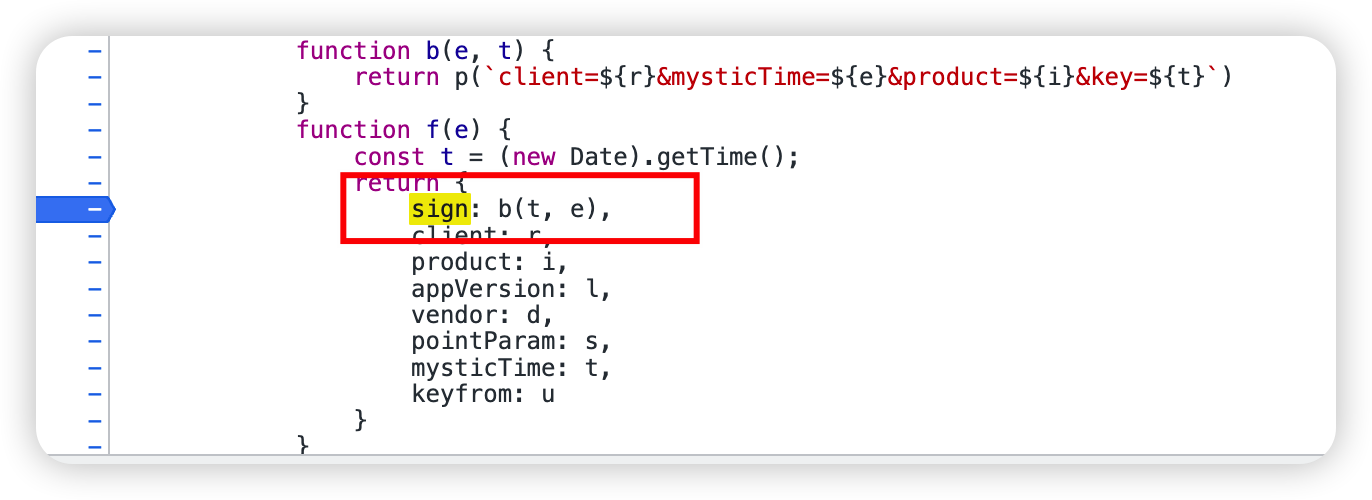 function b(e, t) {
return p(`client=${r}&mysticTime=${e}&product=${i}&key=${t}`)
}
function f(e) {
const t = (new Date).getTime();
return {
sign: b(t, e),
client: r,
product: i,
appVersion: l,
vendor: d,
pointParam: s,
mysticTime: t,
keyfrom: u
}
}